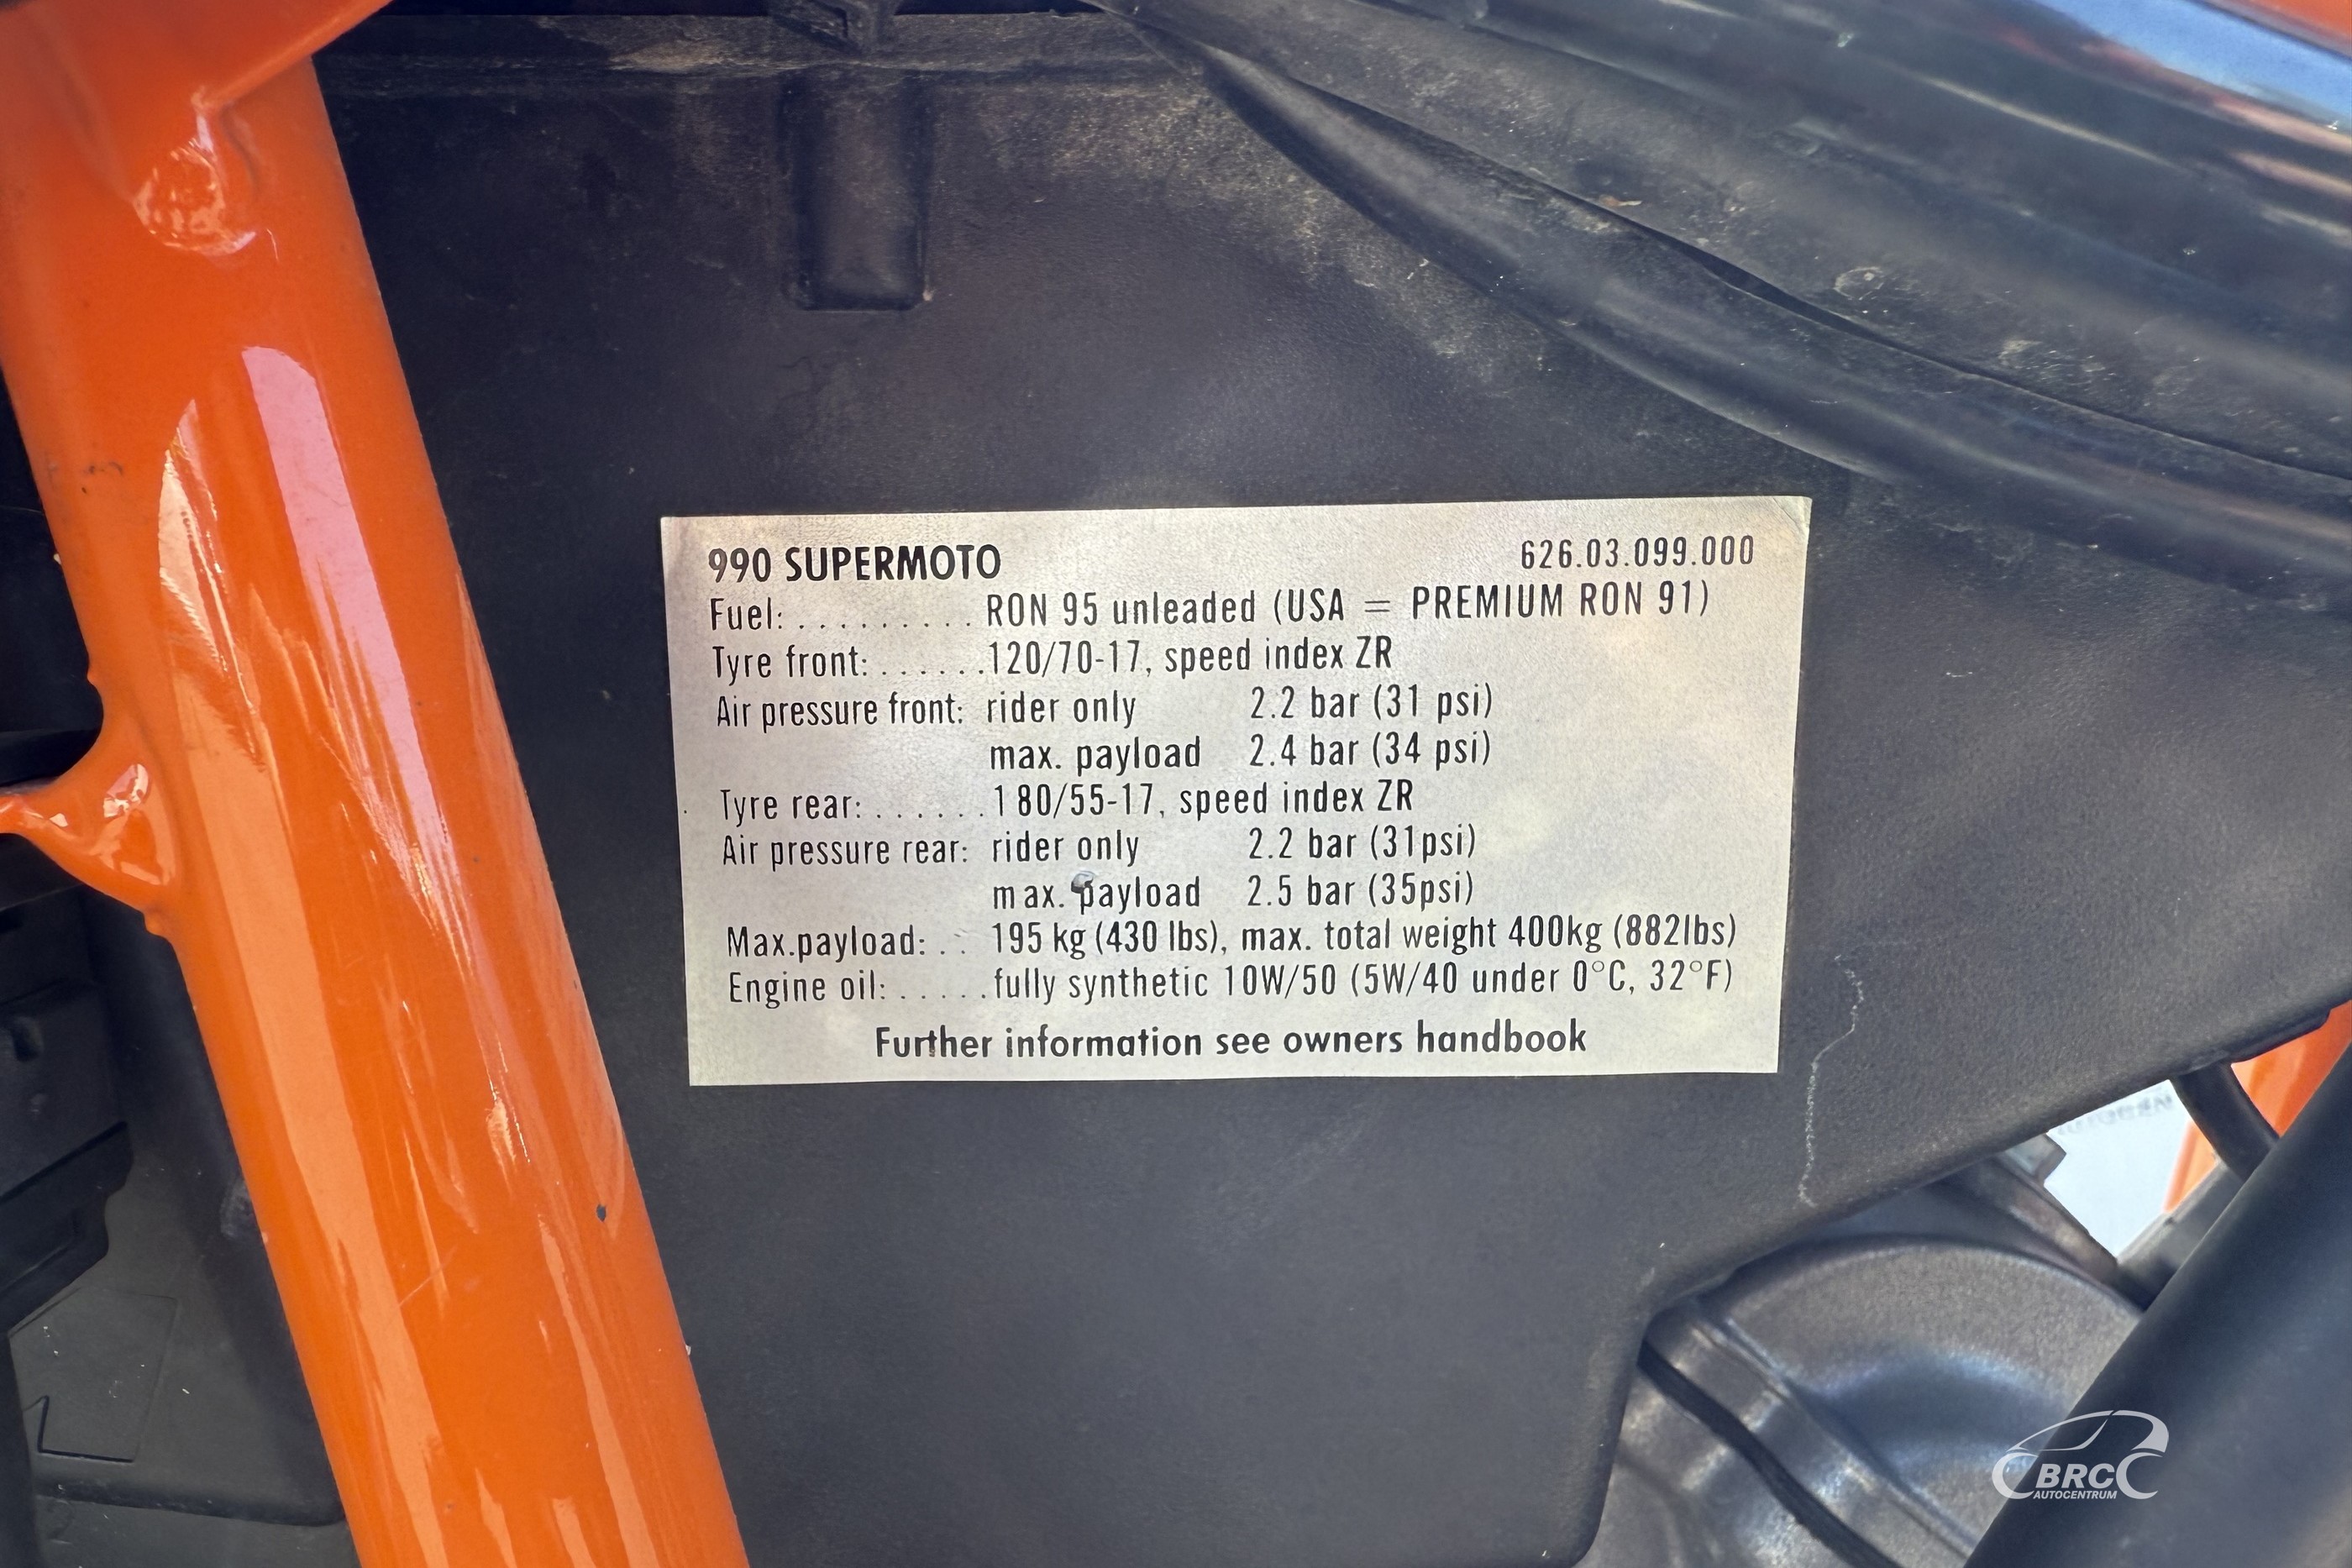 990 SUPERMOTO 626.03.099.000
Fuel: . . . . . . . . . RON 95 unleaded (USA = PREMIUM RON 91)
Tyre front: . . . . . . 120/70-17, speed index ZR
Air pressure front: rider only 2.2 bar (31 psi)
max. payload 2.4 bar (34 psi)
Tyre rear: . . . . . . . 180/55-17, speed index ZR
Air pressure rear: rider only 2.2 bar (31psi)
max. payload 2.5 bar (35psi)
Max.payload: . . 195 kg (430 lbs), max. total weight 400kg (882lbs)
Engine oil: . . . . . fully synthetic 10W/50 (5W/40 under 0°C, 32°F)
Further information see owners handbook
BRC
AUTOCENTRUM